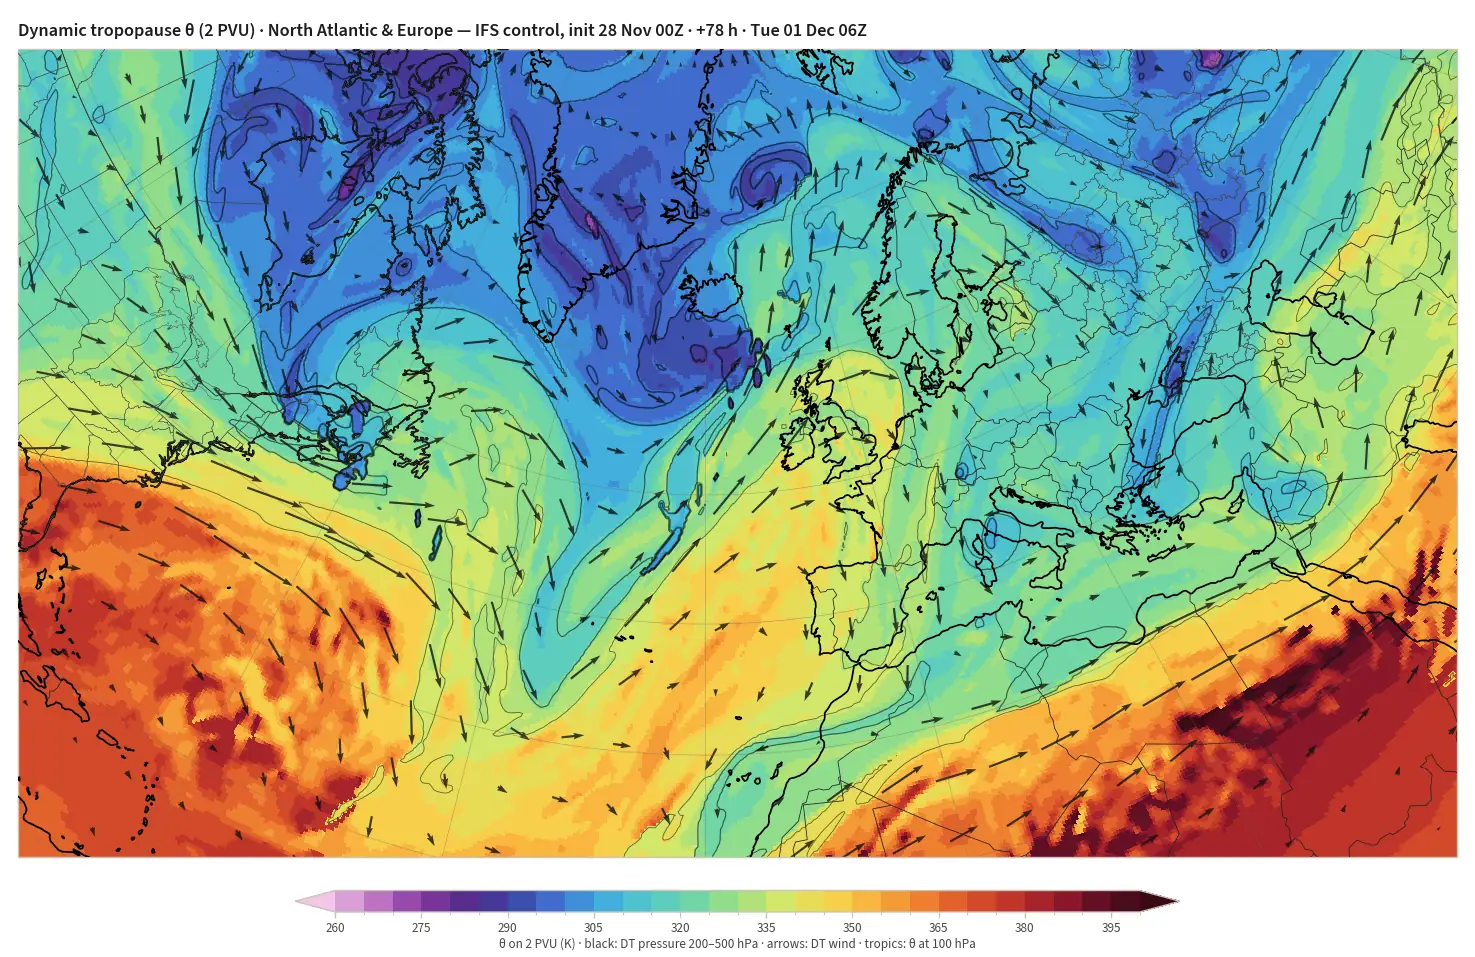 Dynamic tropopause θ (2 PVU) · North Atlantic & Europe — IFS control, init 28 Nov 00Z · +78 h · Tue 01 Dec 06Z
260 275 290 305 320 335 350 365 380 395
θ on 2 PVU (K) · black: DT pressure 200–500 hPa · arrows: DT wind · tropics: θ at 100 hPa